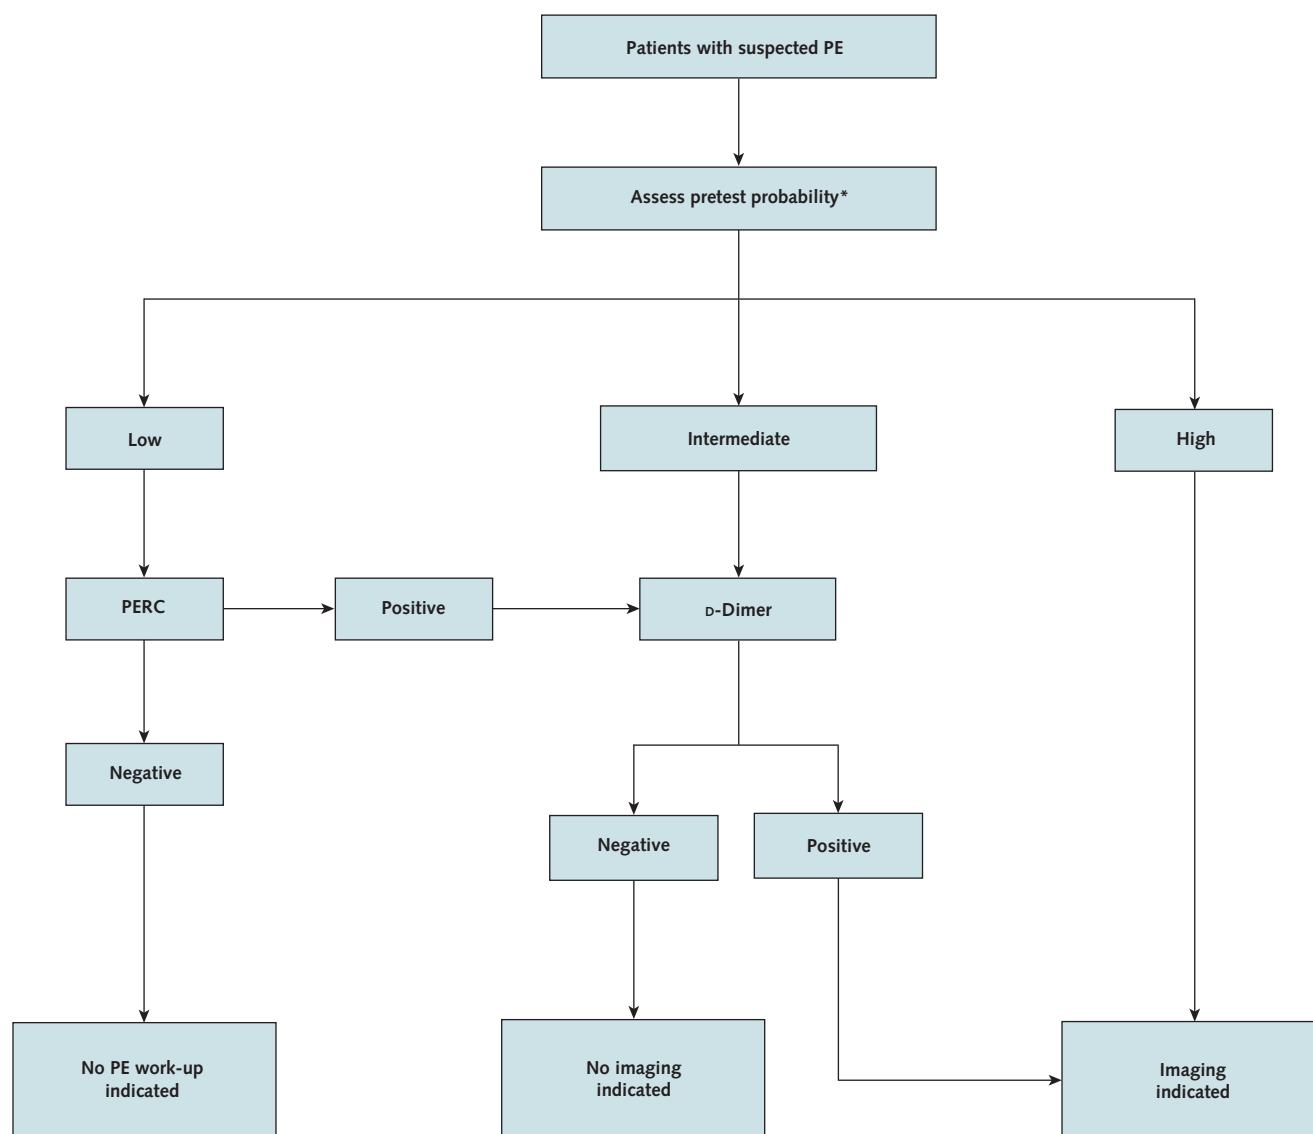 Patients with suspected PE
Assess pretest probability*
Low
Intermediate
High
PERC
Positive
D-Dimer
Negative
Negative
Positive
No PE work-up
indicated
No imaging
indicated
Imaging
indicated